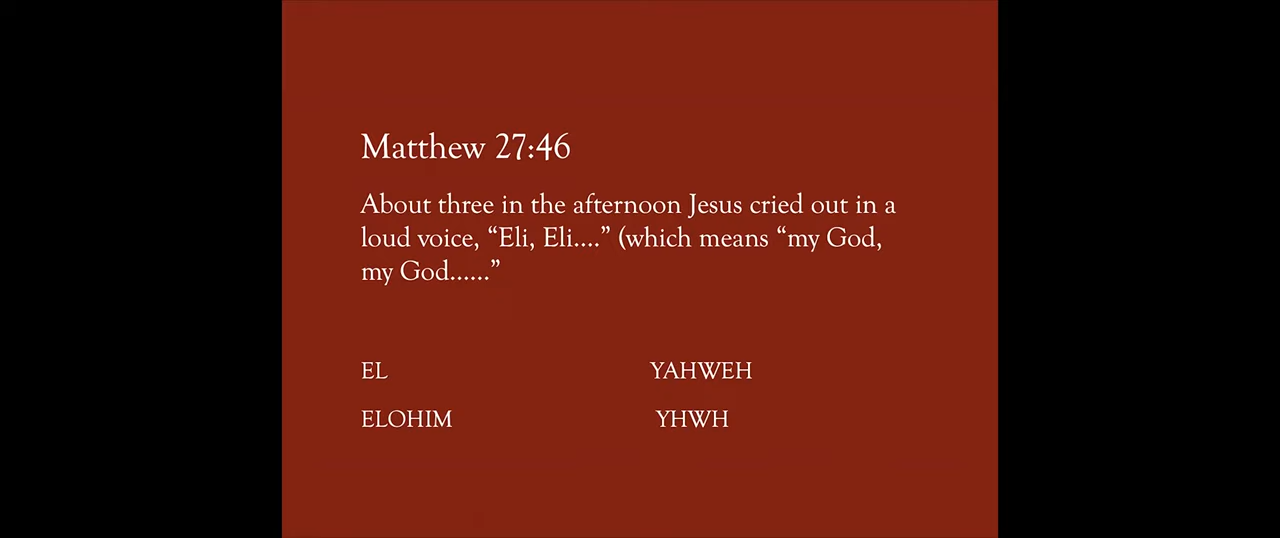 Matthew 27:46
About three in the afternoon Jesus cried out in a
loud voice, “Eli, Eli....” (which means “my God,
my God......”
EL YAHWEH
ELOHIM YHWH